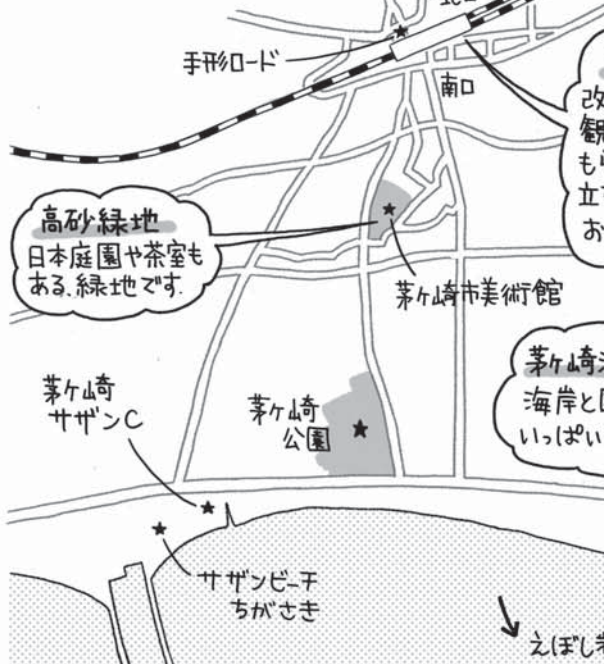 手形ロード
南口
高砂緑地
日本庭園や茶室も
ある、緑地です.
茅ヶ崎市美術館
茅ヶ崎
サザンC
茅ヶ崎
公園
海岸と
いっぱい
サザンビーチ
ちがさき
えぼし